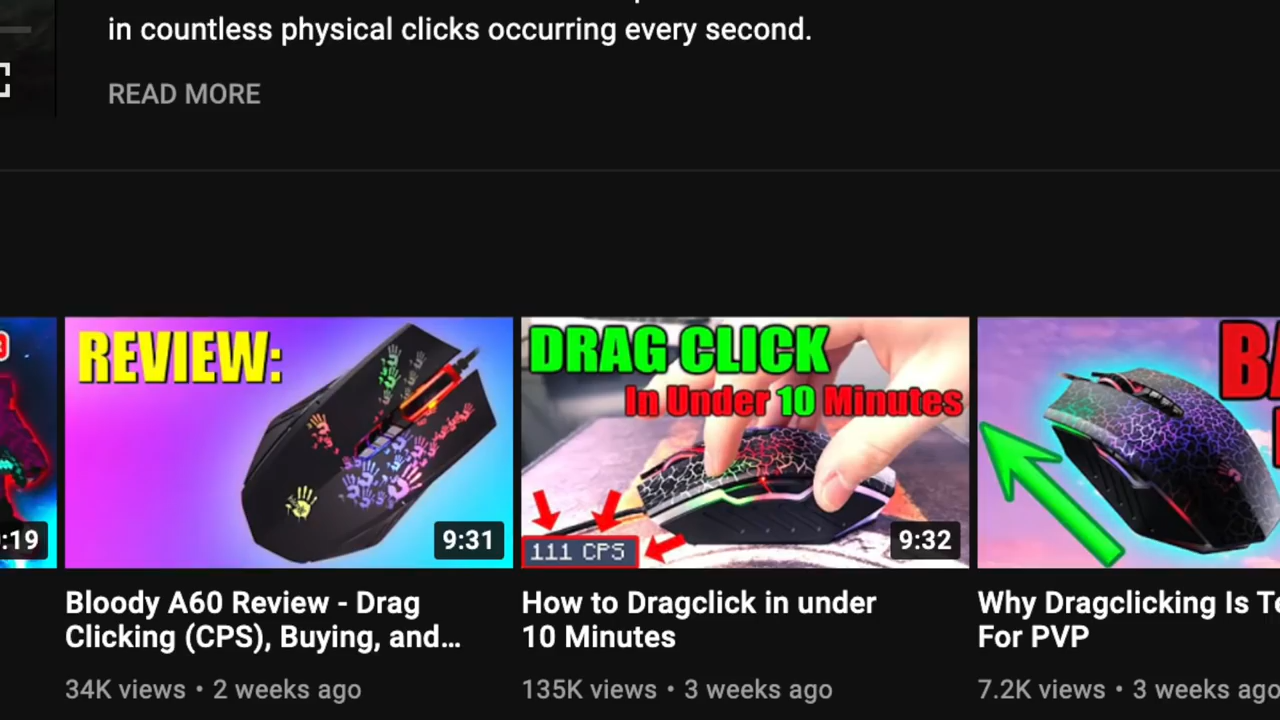 in countless physical clicks occurring every second.
READ MORE
REVIEW:
9:31
DRAG CLICK
In Under 10 Minutes
111 CPS
9:32
:19
Bloody A60 Review - Drag
Clicking (CPS), Buying, and…
34K views • 2 weeks ago
How to Dragclick in under
10 Minutes
135K views • 3 weeks ago
Why Dragclicking Is
For PVP
7.2K views • 3 weeks ago